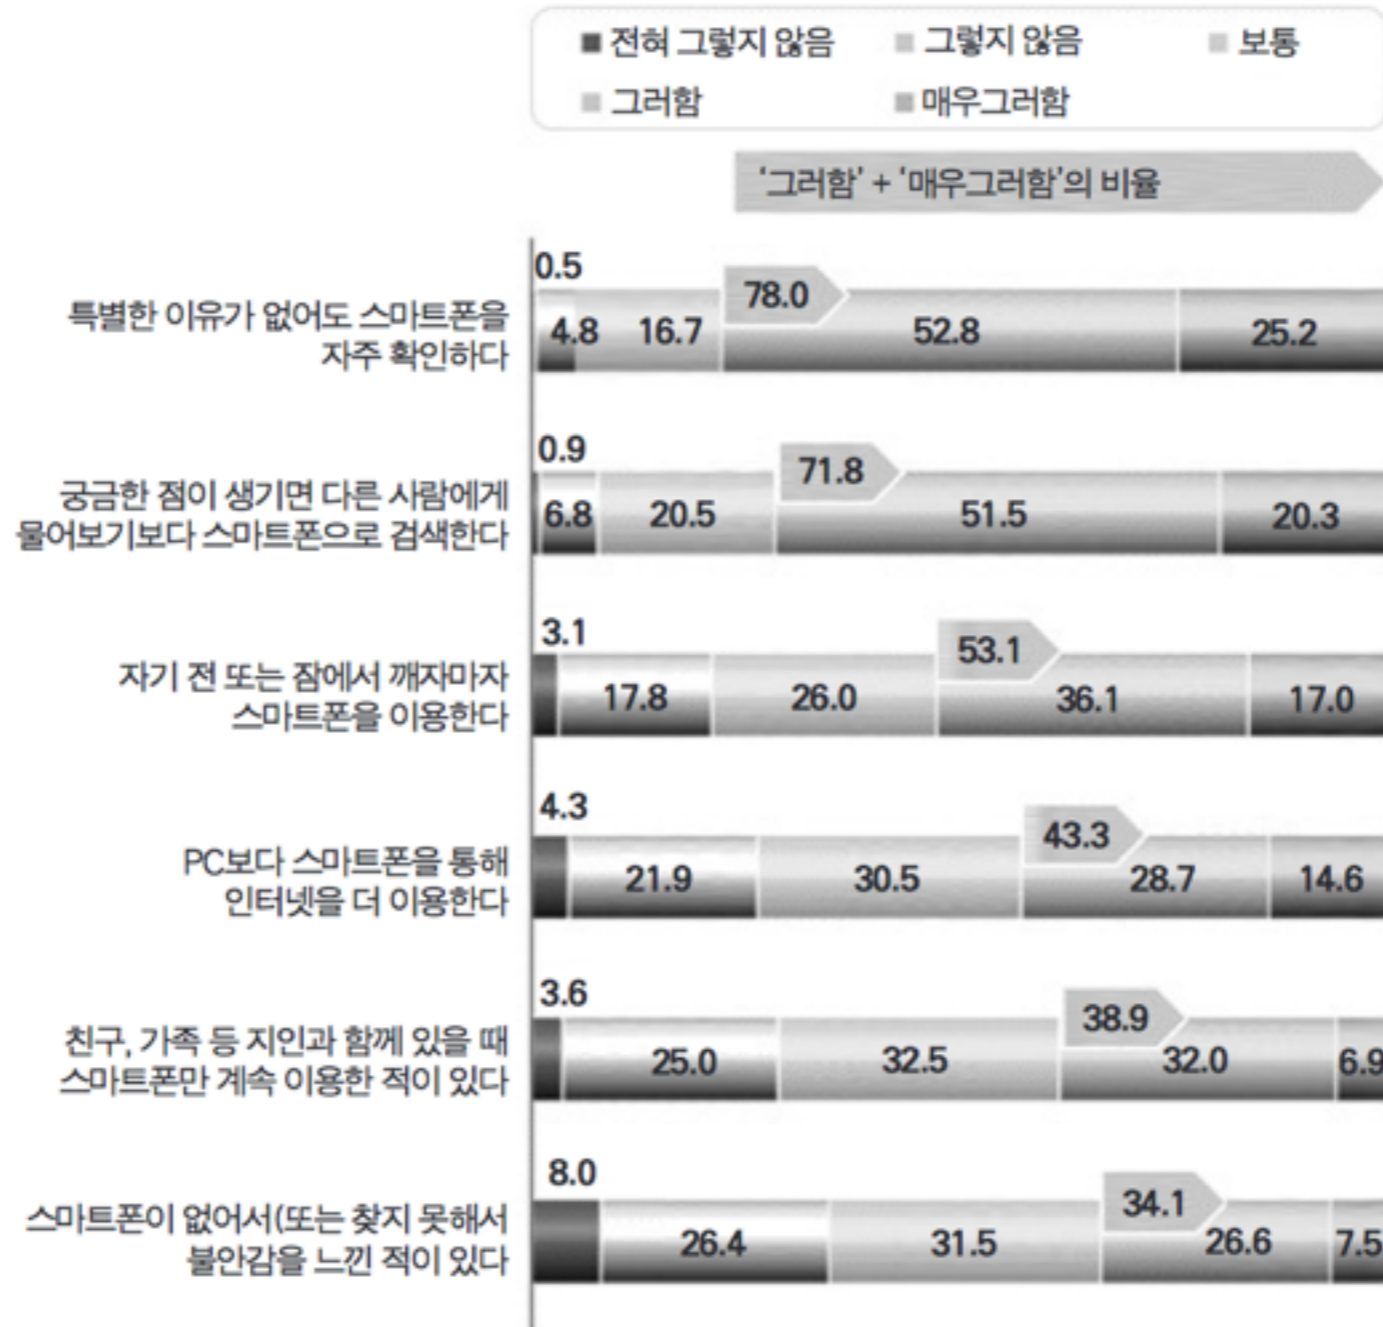 전혀 그렇지 않음 그렇지 않음 보통
그러함 매우그러함
‘그러함’ + ‘매우그러함’의 비율
0.5
특별한 이유가 없어도 스마트폰을
자주 확인하다
4.8 16.7 78.0 52.8 25.2
0.9
궁금한 점이 생기면 다른 사람에게
물어보기보다 스마트폰으로 검색한다
6.8 20.5 71.8 51.5 20.3
3.1
자기 전 또는 잠에서 깨자마자
스마트폰을 이용한다
17.8 26.0 53.1 36.1 17.0
4.3
PC보다 스마트폰을 통해
인터넷을 더 이용한다
21.9 30.5 43.3 28.7 14.6
3.6
친구, 가족 등 지인과 함께 있을 때
스마트폰만 계속 이용한 적이 있다
25.0 32.5 38.9 32.0 6.9
8.0
스마트폰이 없어서(또는 찾지 못해서
불안감을 느낀 적이 있다
26.4 31.5 34.1 26.6 7.5